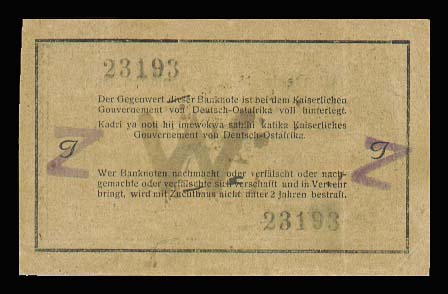 23193
Der Gegenwert dieser Banknote ist bei dem Kaiserlichen
Gouvernement von Deutsch-Ostafrika voll hinterlegt.
Kadri ya noti hii imewekwa sahihi katika Kaiserliches
Gouvernement von Deutsch-Ostafrika.
Wer Banknoten nachmacht oder verfälscht oder nach-
gemachte oder verfälschte sich verschafft und in Verkehr
bringt, wird mit Zuchthaus nicht unter 2 Jahren bestraft.
23193